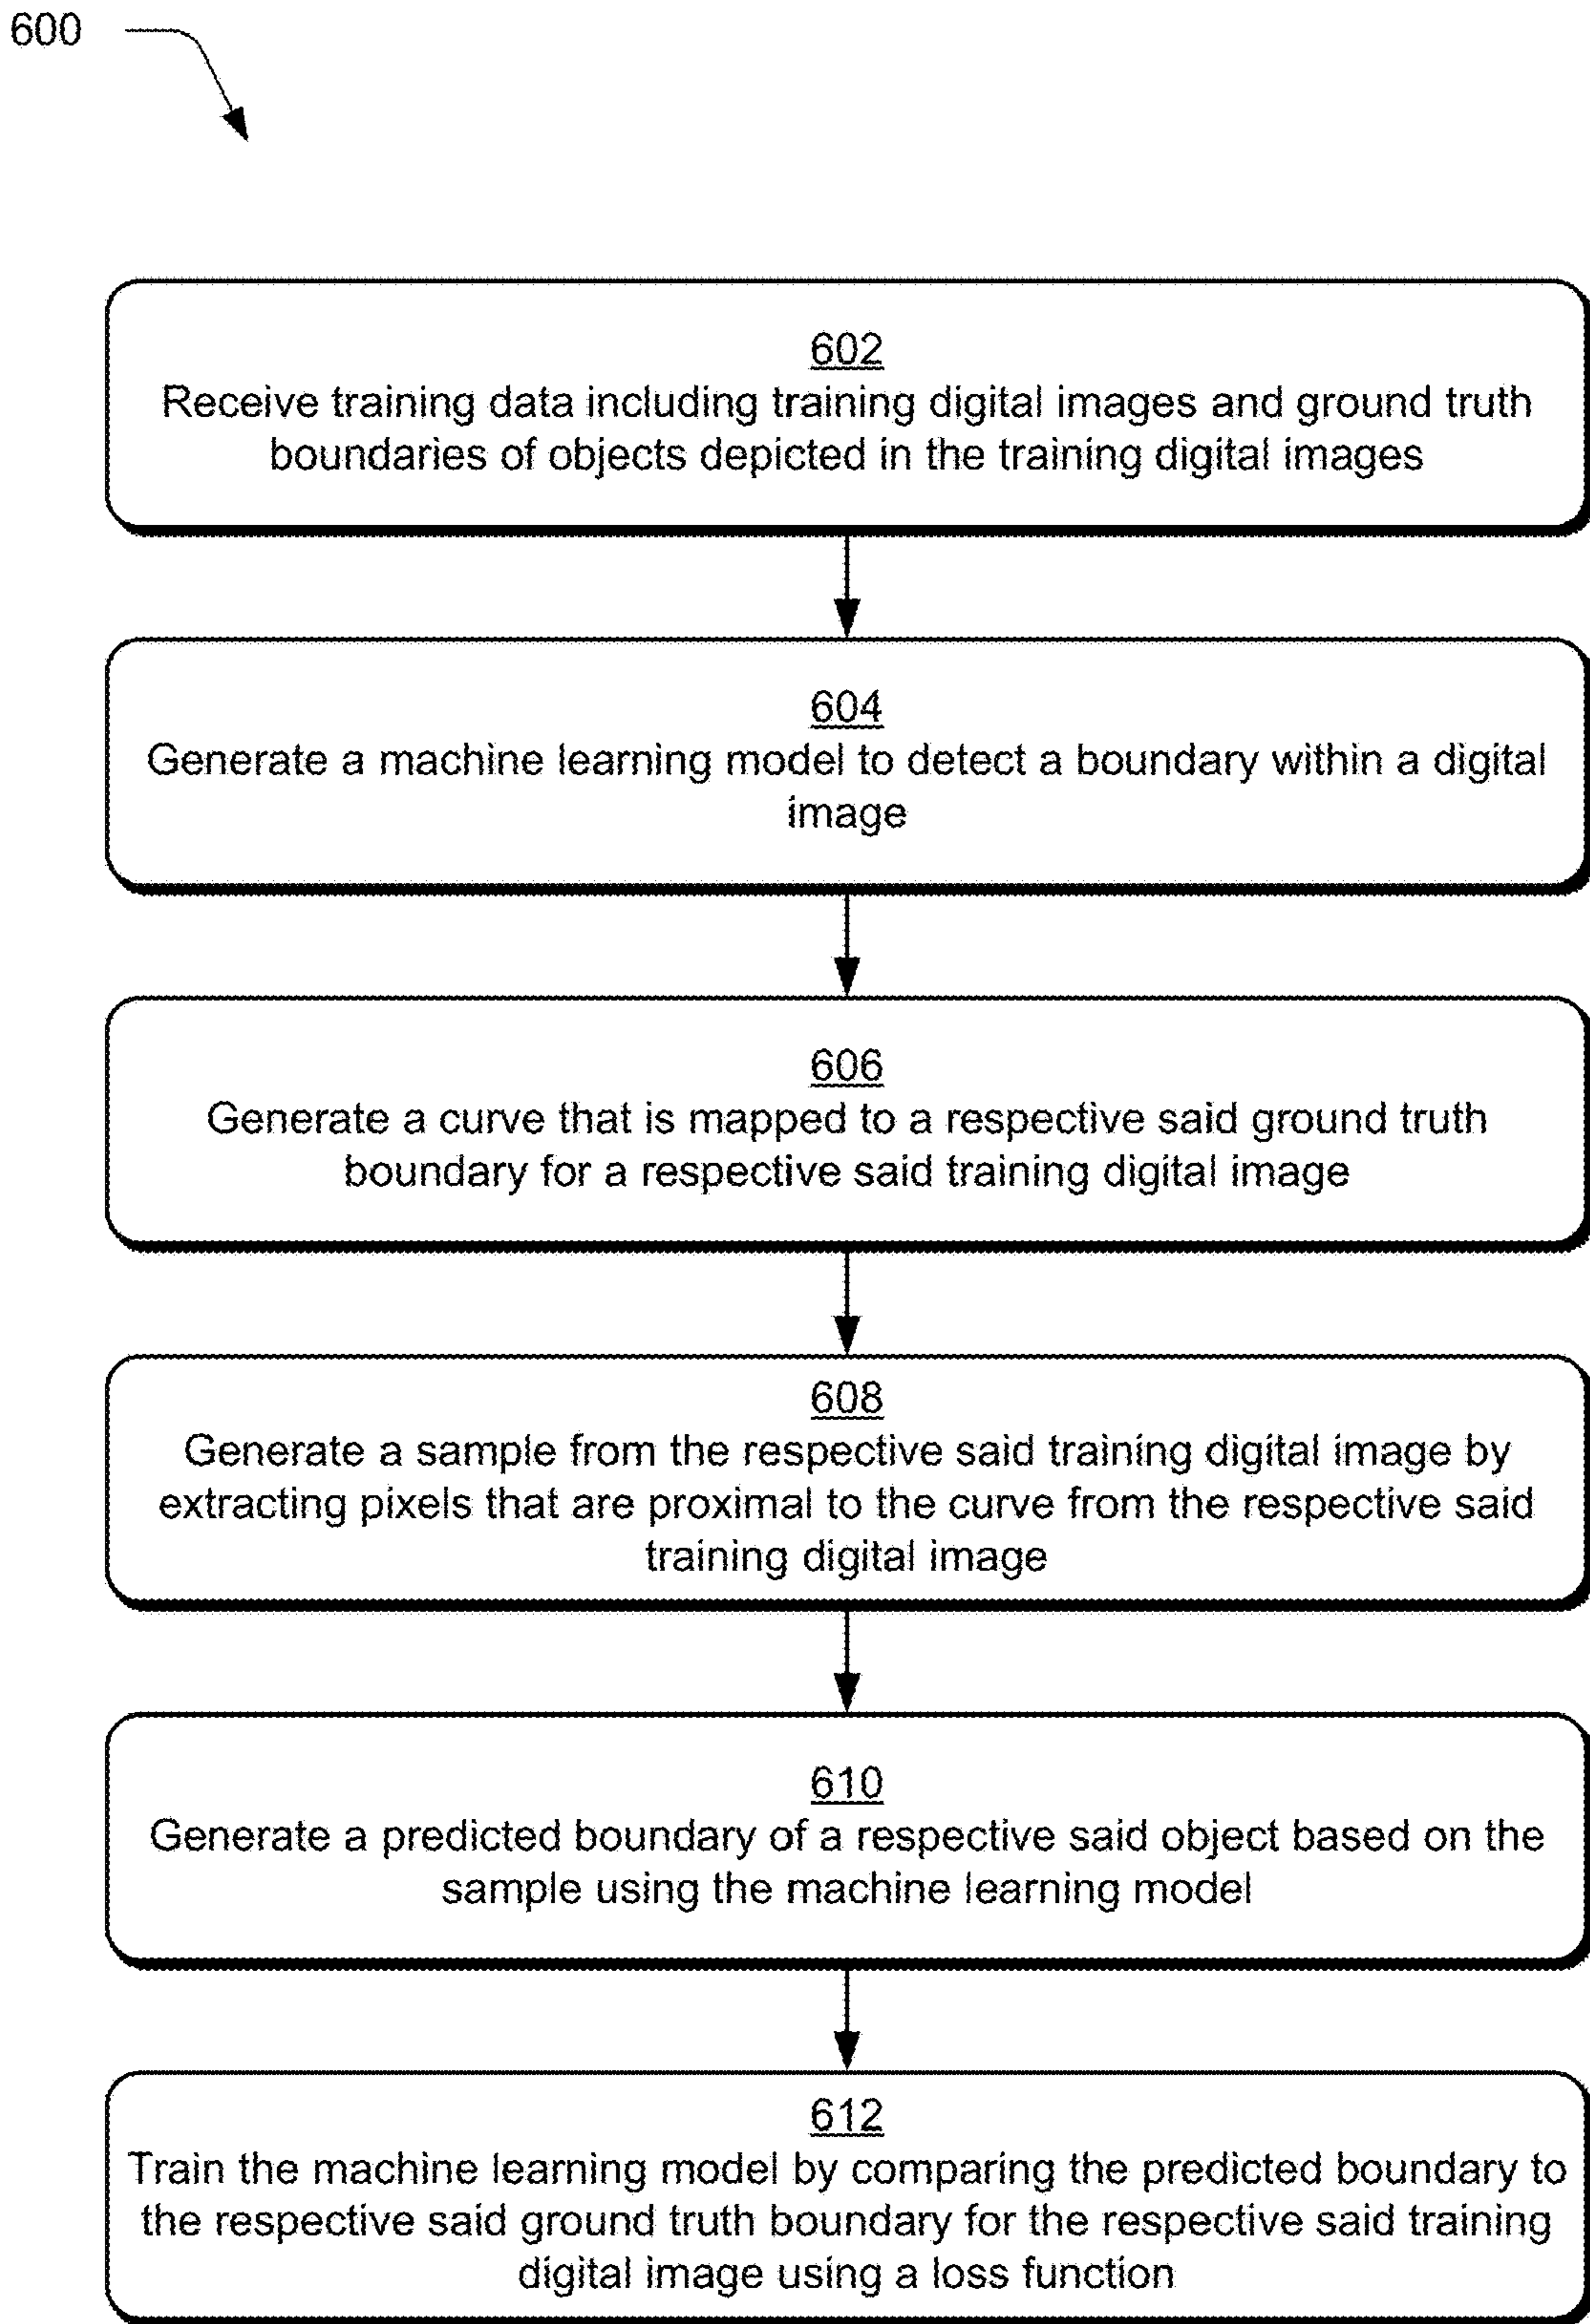 600
602
Receive training data including training digital images and ground truth
boundaries of objects depicted in the training digital images
604
Generate a machine learning model to detect a boundary within a digital
image
606
Generate a curve that is mapped to a respective said ground truth
boundary for a respective said training digital image
608
Generate a sample from the respective said training digital image by
extracting pixels that are proximal to the curve from the respective said
training digital image
610
Generate a predicted boundary of a respective said object based on the
sample using the machine learning model
612
Train the machine learning model by comparing the predicted boundary to
the respective said ground truth boundary for the respective said training
digital image using a loss function